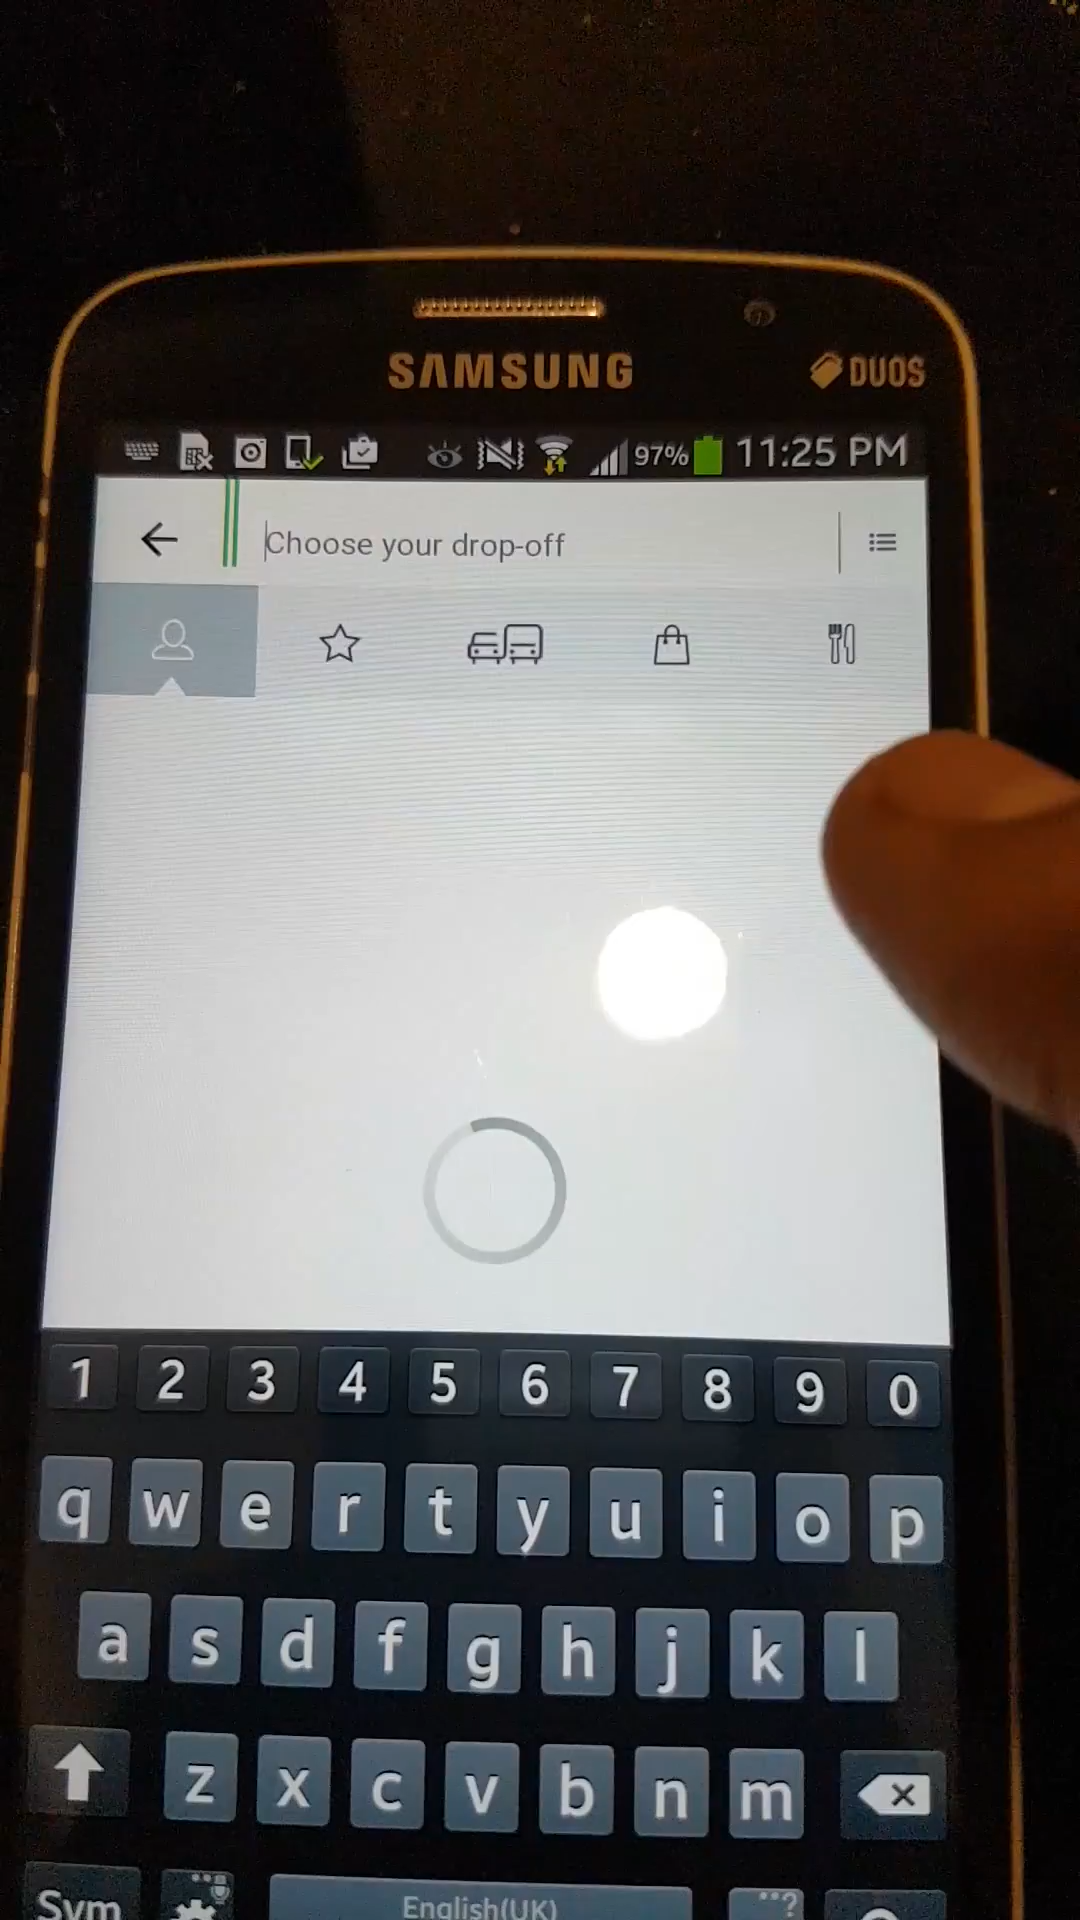 SAMSUNG
DUOS
97% 11:25 PM
Choose your drop-off
1 2 3 4 5 6 7 8 9 0
q w e r t y u i o p
a s d f g h j k l
z x c v b n m
Sym English(UK) ?